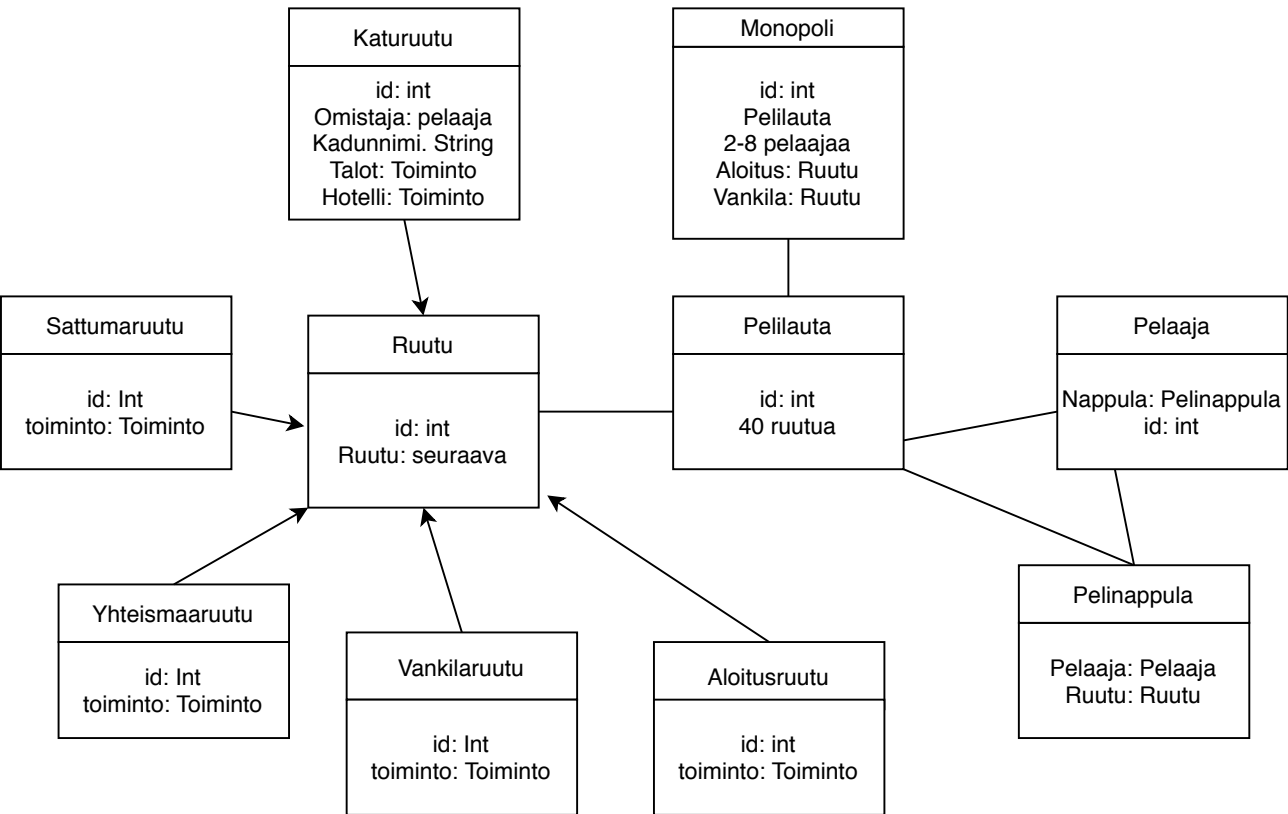 Katuruutu
id: int
Omistaja: pelaaja
Kadunnimi. String
Talot: Toiminto
Hotelli: Toiminto
Monopoli
id: int
Pelilauta
2-8 pelaajaa
Aloitus: Ruutu
Vankila: Ruutu
Sattumaruutu
id: Int
toiminto: Toiminto
Ruutu
id: int
Ruutu: seuraava
Pelilauta
id: int
40 ruutua
Pelaaja
Nappula: Pelinappula
id: int
Yhteismaaruutu
id: Int
toiminto: Toiminto
Vankilaruutu
id: Int
toiminto: Toiminto
Aloitusruutu
id: int
toiminto: Toiminto
Pelinappula
Pelaaja: Pelaaja
Ruutu: Ruutu